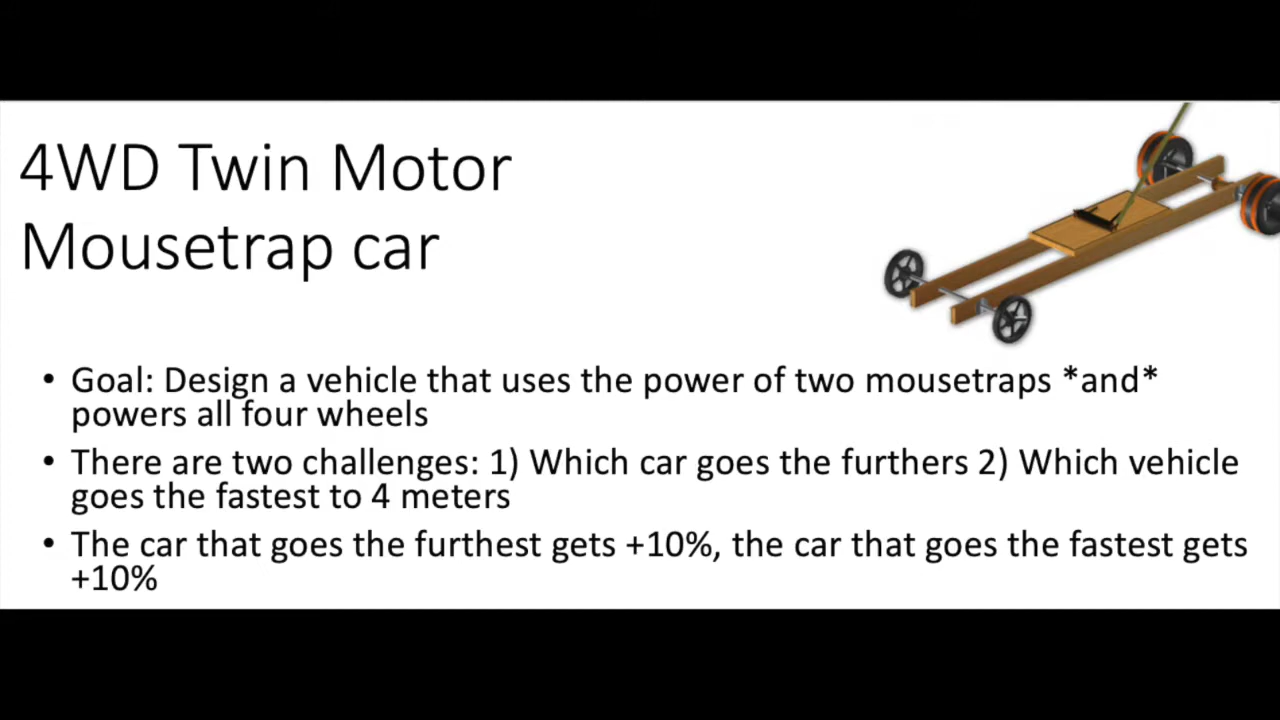 4WD Twin Motor
Mousetrap car
• Goal: Design a vehicle that uses the power of two mousetraps *and*
powers all four wheels
• There are two challenges: 1) Which car goes the furthers 2) Which vehicle
goes the fastest to 4 meters
• The car that goes the furthest gets +10%, the car that goes the fastest gets
+10%